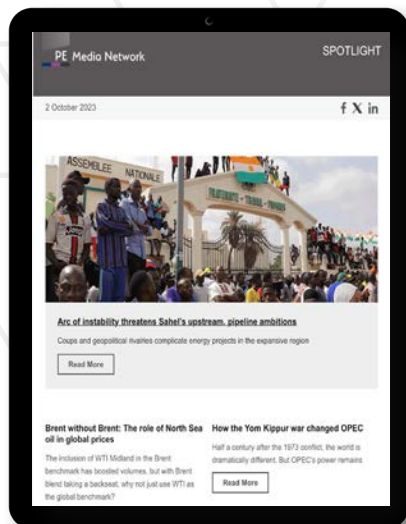 PE Media Network
SPOTLIGHT
2 October 2023
f X in
ASSEMBLEE NATIONALE
FRATERNITE - TRAVAIL - PROGRES
Arc of instability threatens Sahel's upstream, pipeline ambitions
Coups and geopolitical rivalries complicate energy projects in the expansive region
Read More
Brent without Brent: The role of North Sea
oil in global prices
The inclusion of WTI Midland in the Brent
benchmark has boosted volumes, but with Brent
blend taking a backseat, why not just use WTI as
the global benchmark?
How the Yom Kippur war changed OPEC
Half a century after the 1973 conflict, the world is
dramatically different. But OPEC's power remains
Read More